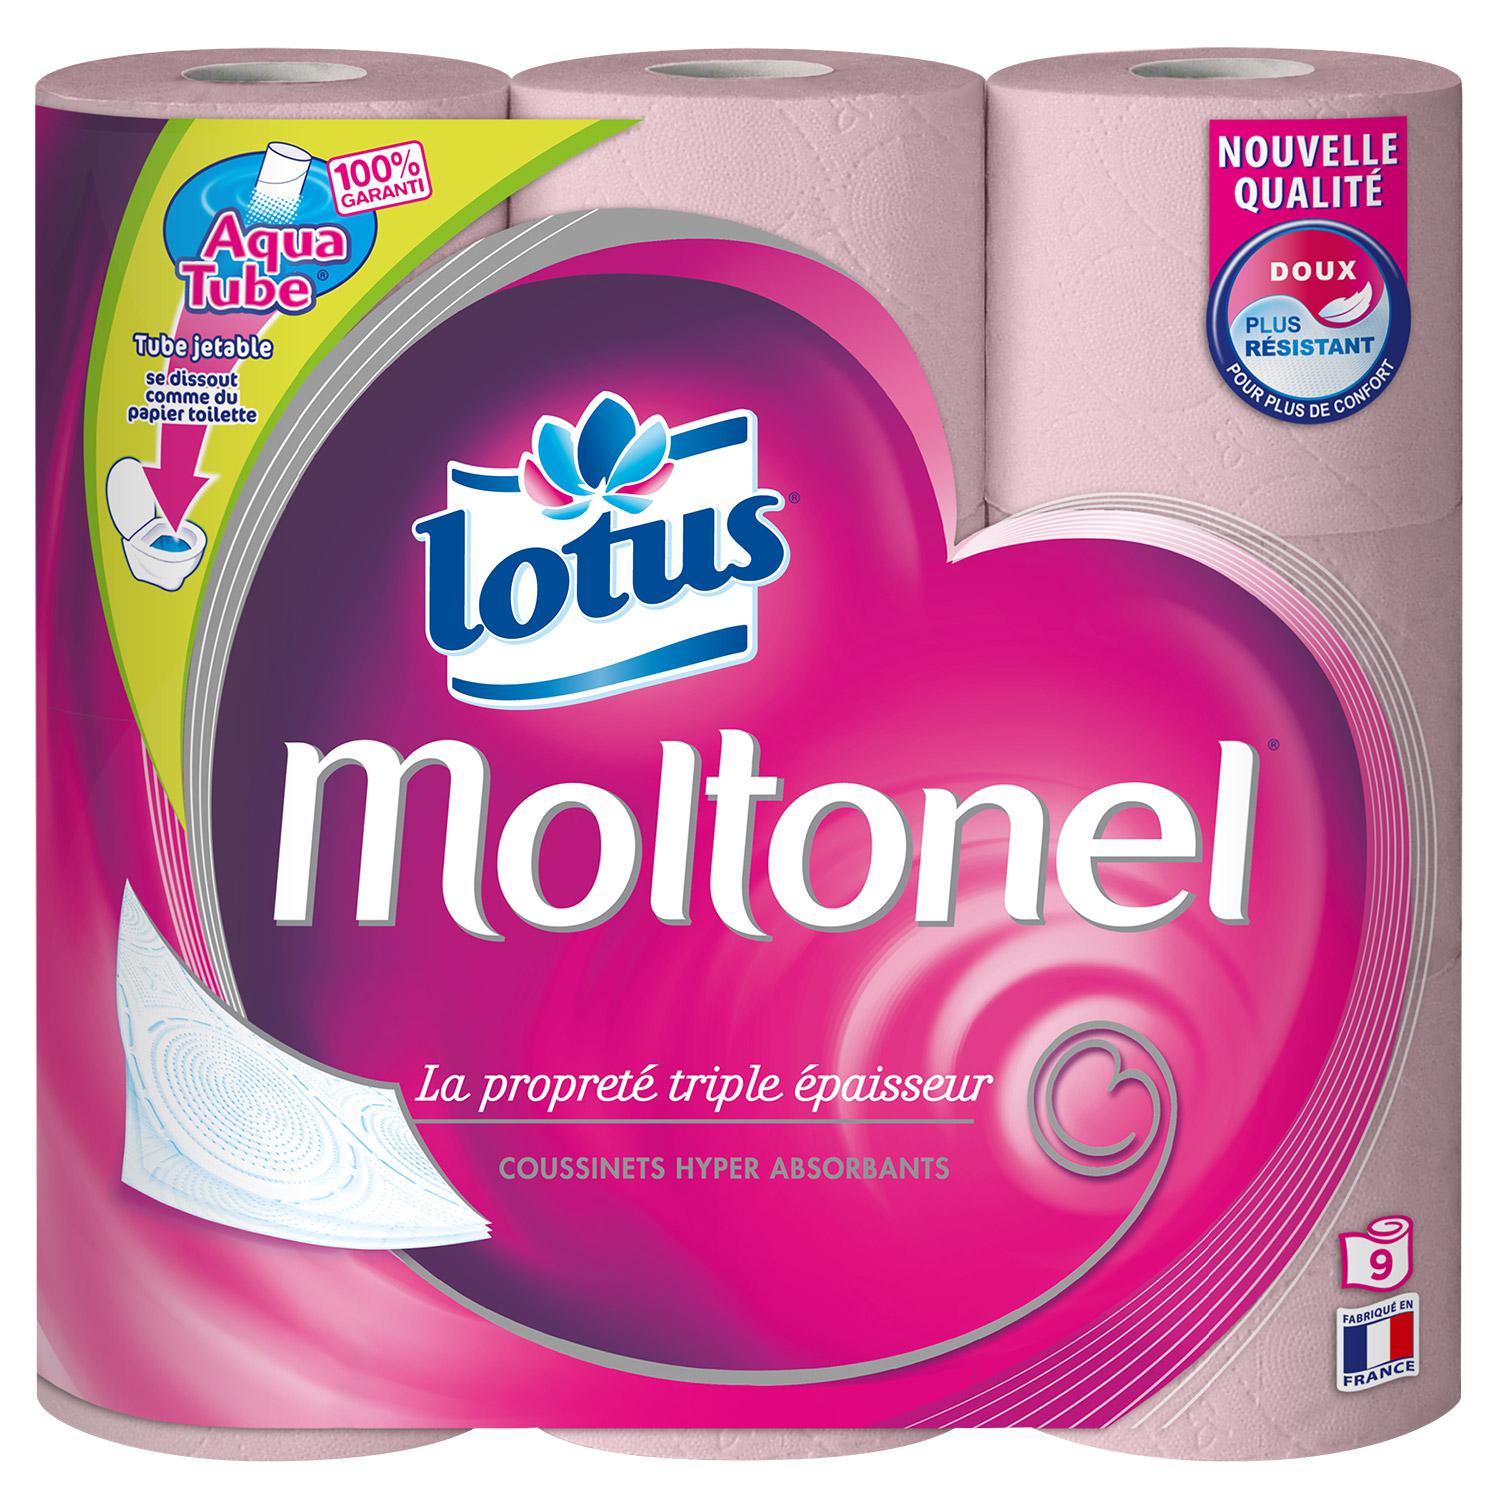 100%
GARANTI
Aqua
Tube®
Tube jetable
se dissout
comme du
papier toilette
NOUVELLE
QUALITÉ
DOUX
PLUS
RÉSISTANT
POUR PLUS DE CONFORT
lotus®
Moltonel®
La propreté triple épaisseur
COUSSINETS HYPER ABSORBANTS
9
FABRIQUÉ EN
FRANCE